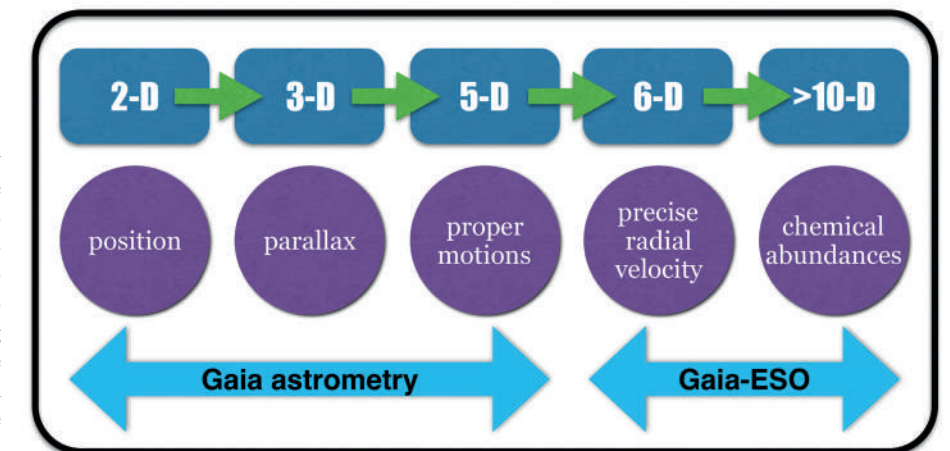 2-D 3-D 5-D 6-D >10-D
position
parallax
proper
motions
precise
radial
velocity
chemical
abundances
Gaia astrometry
Gaia-ESO